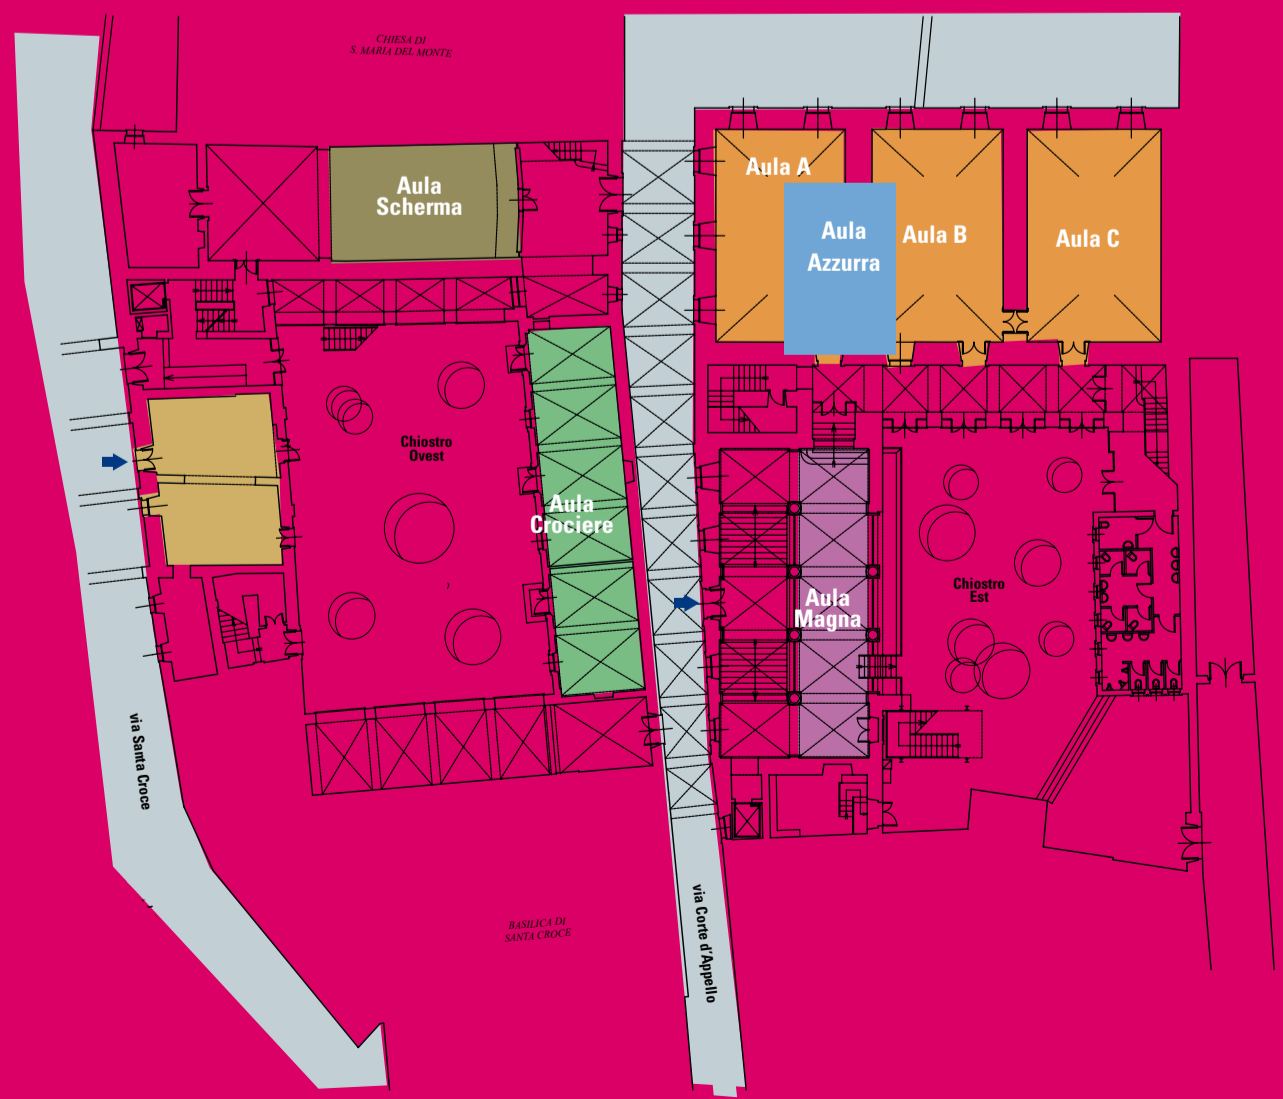 CHIESA DI
S. MARIA DEL MONTE
Aula
Scherma
Aula A
Aula
Azzurra
Aula B
Aula C
Chiostro
Ovest
Aula
Crociere
Aula
Magna
Chiostro
Est
via Santa Croce
via Corte d'Appello
BASILICA DI
SANTA CROCE